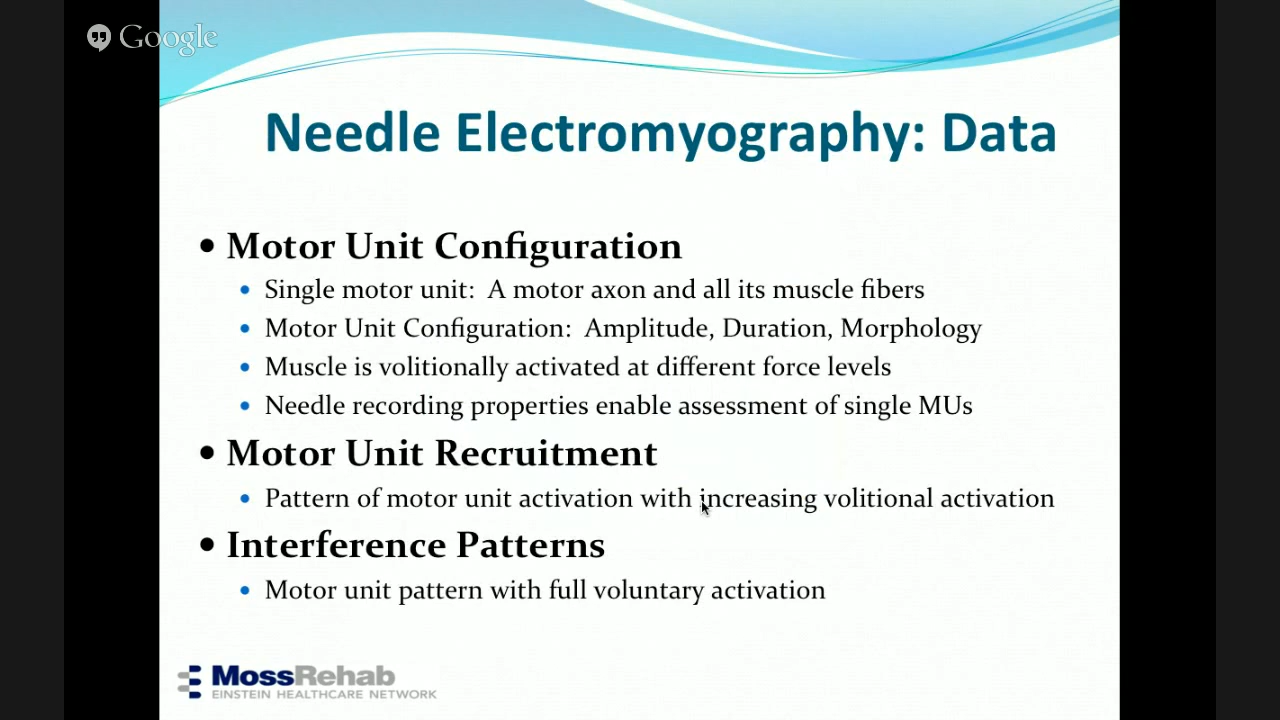 Google
Needle Electromyography: Data
• Motor Unit Configuration
• Single motor unit: A motor axon and all its muscle fibers
• Motor Unit Configuration: Amplitude, Duration, Morphology
• Muscle is volitionally activated at different force levels
• Needle recording properties enable assessment of single MUs
• Motor Unit Recruitment
• Pattern of motor unit activation with increasing volitional activation
• Interference Patterns
• Motor unit pattern with full voluntary activation
MossRehab
EINSTEIN HEALTHCARE NETWORK